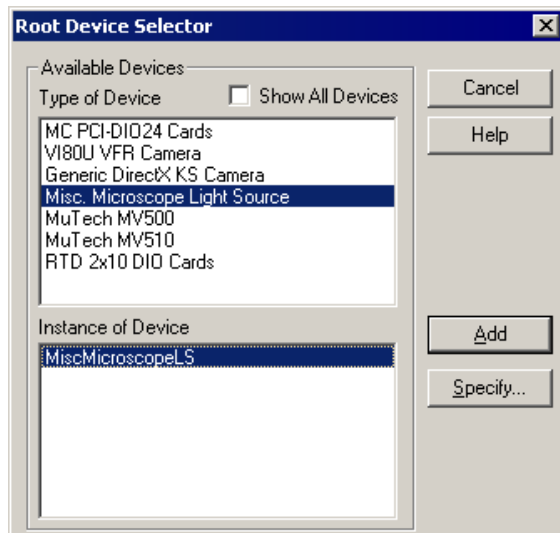 Root Device Selector
Available Devices
Type of Device
Show All Devices
MC PCI-DIO24 Cards
VI80U VFR Camera
Generic DirectX KS Camera
Misc. Microscope Light Source
MuTech MV500
MuTech MV510
RTD 2x10 DIO Cards
Instance of Device
MiscMicroscopeLS
Cancel
Help
Add
Specify...